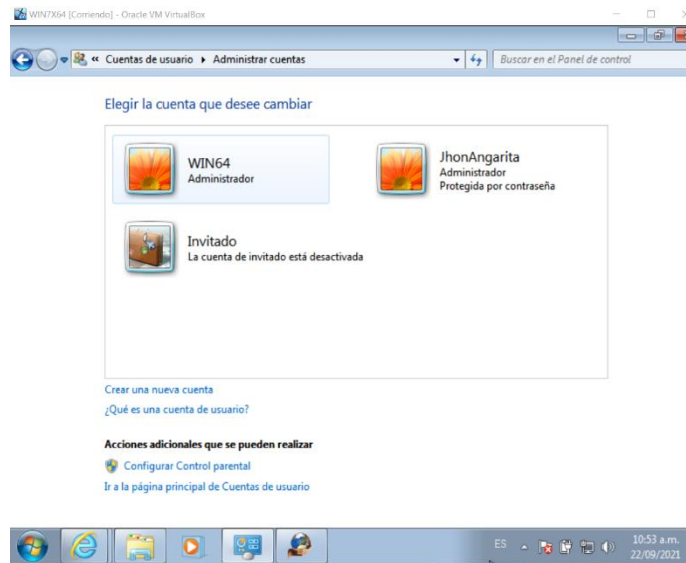 WIN7X64 [Corriendo] - Oracle VM VirtualBox
« Cuentas de usuario Administrar cuentas
Buscar en el Panel de control
Elegir la cuenta que desee cambiar
WIN64
Administrador
JhonAngarita
Administrador
Protegida por contraseña
Invitado
La cuenta de invitado está desactivada
Crear una nueva cuenta
¿Qué es una cuenta de usuario?
Acciones adicionales que se pueden realizar
Configurar Control parental
Ir a la página principal de Cuentas de usuario
ES
10:53 a.m.
22/09/2021